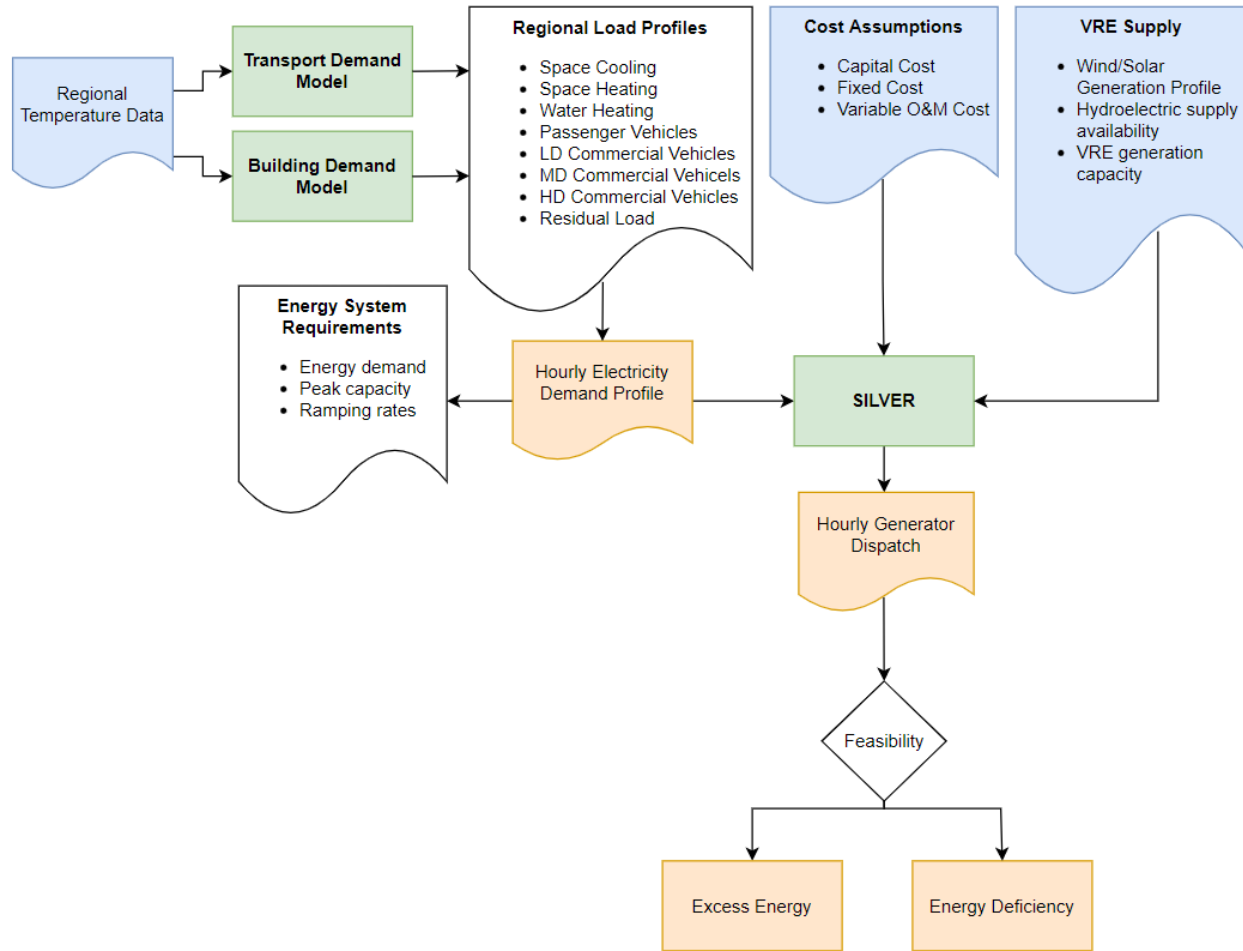 Regional
Temperature Data
Transport Demand
Model
Building Demand
Model
Regional Load Profiles
Space Cooling
Space Heating
Water Heating
Passenger Vehicles
LD Commercial Vehicles
MD Commercial Vehicels
HD Commercial Vehicles
Residual Load
Cost Assumptions
Capital Cost
Fixed Cost
Variable O&M Cost
VRE Supply
Wind/Solar
Generation Profile
Hydroelectric supply
availability
VRE generation
capacity
Energy System
Requirements
Energy demand
Peak capacity
Ramping rates
Hourly Electricity
Demand Profile
SILVER
Hourly Generator
Dispatch
Feasibility
Excess Energy
Energy Deficiency